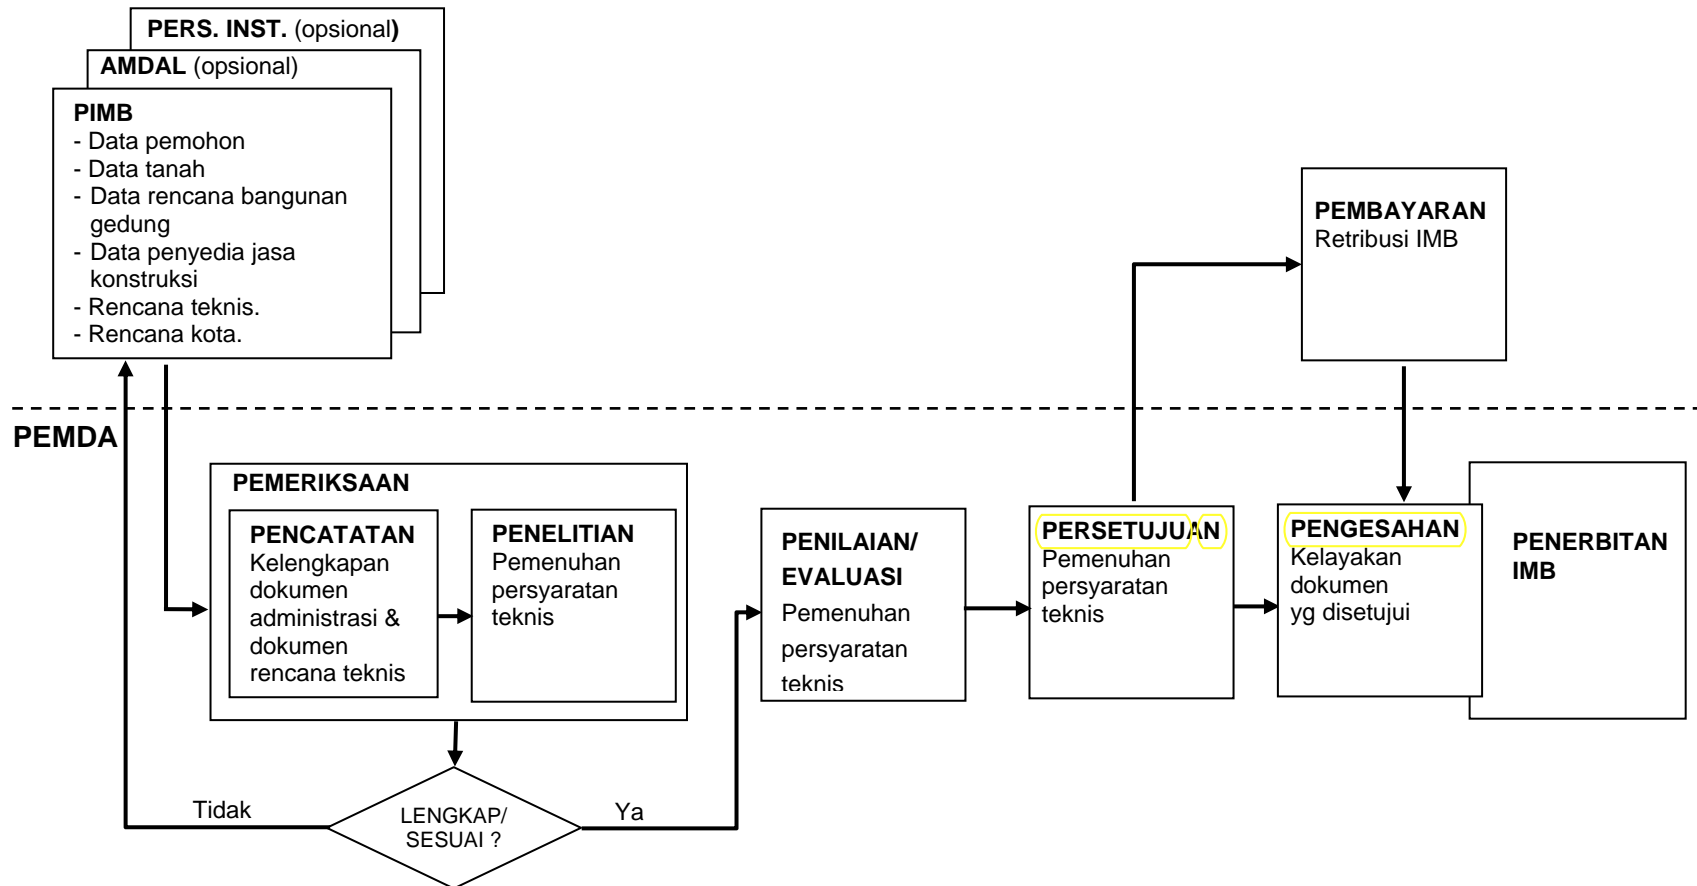 PERS. INST. (opsional)
AMDAL (opsional)
PIMB
- Data pemohon
- Data tanah
- Data rencana bangunan
gedung
- Data penyedia jasa
konstruksi
- Rencana teknis.
- Rencana kota.
PEMBAYARAN
Retribusi IMB
PEMDA
PEMERIKSAAN
PENCATATAN
Kelengkapan
dokumen
administrasi &
dokumen
rencana teknis
PENELITIAN
Pemenuhan
persyaratan
teknis
PENILAIAN/
EVALUASI
Pemenuhan
persyaratan
teknis
PERSETUJUAN
Pemenuhan
persyaratan
teknis
PENGESAHAN
Kelayakan
dokumen
yg disetujui
PENERBITAN
IMB
Tidak
LENGKAP/
SESUAI ?
Ya